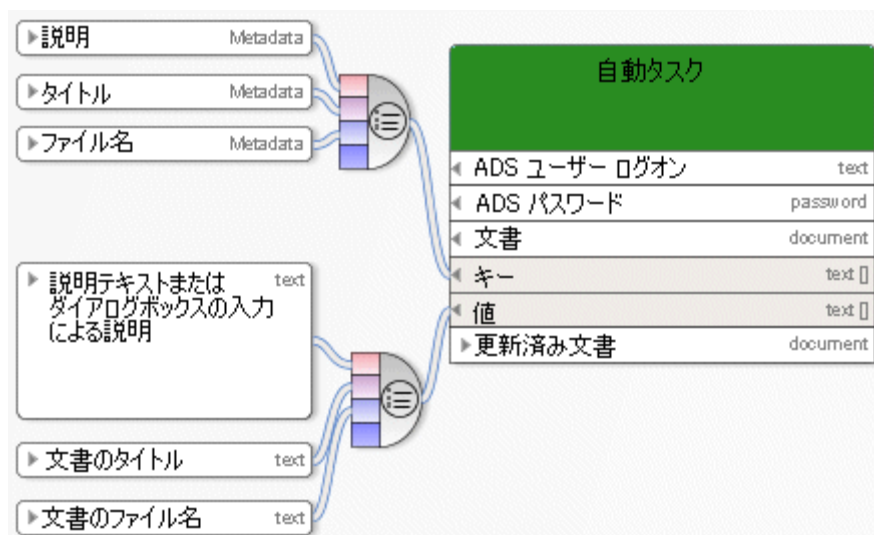 説明 Metadata
タイトル Metadata
ファイル名 Metadata
自動タスク
ADS ユーザー ログオン text
ADS パスワード password
文書 document
キー text []
値 text []
更新済み文書 document
説明テキストまたは text
ダイアログボックスの入力
による説明
文書のタイトル text
文書のファイル名 text